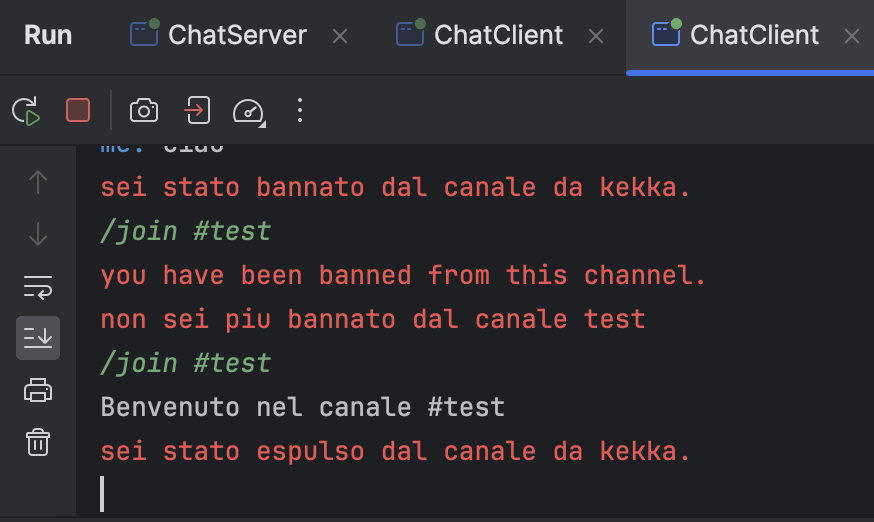 Run ChatServer ChatClient ChatClient
me: ciao
sei stato bannato dal canale da kekka.
/join #test
you have been banned from this channel.
non sei piu bannato dal canale test
/join #test
Benvenuto nel canale #test
sei stato espulso dal canale da kekka.